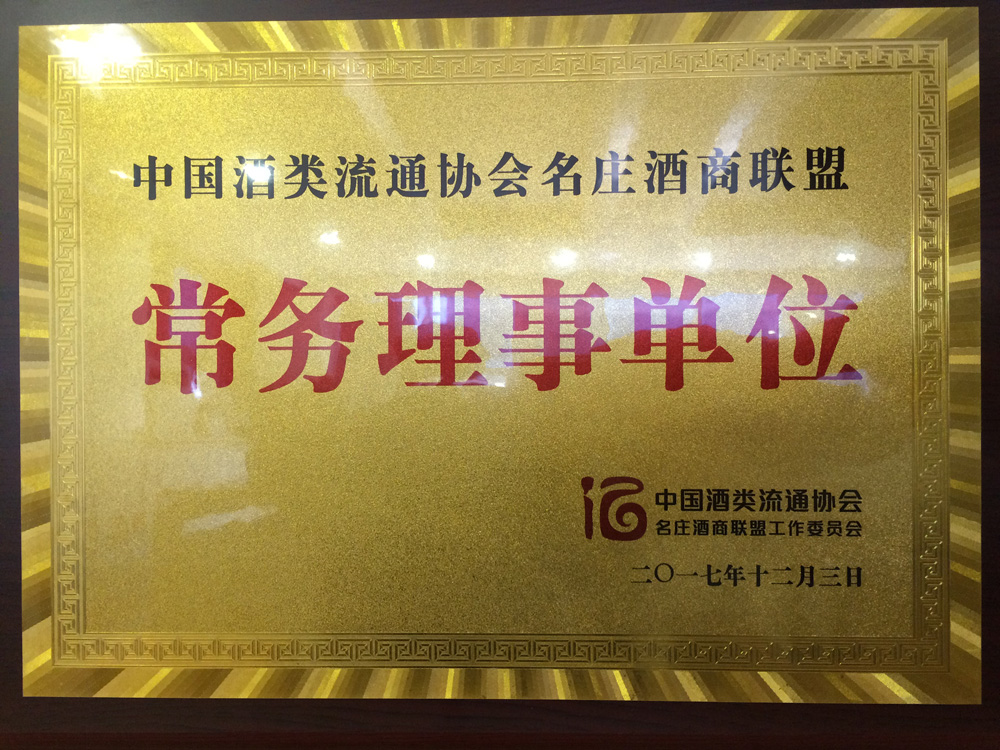 中国酒类流通协会名庄酒商联盟
常务理事单位
中国酒类流通协会
名庄酒商联盟工作委员会
二〇一七年十二月三日